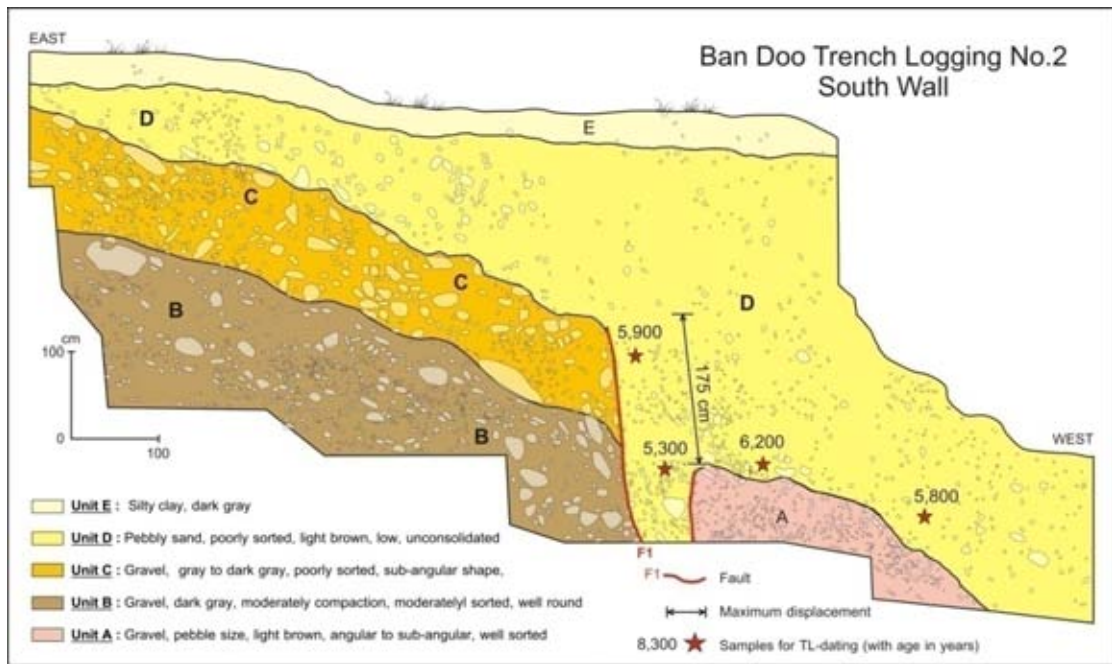 EAST
Ban Doo Trench Logging No.2
South Wall
D
E
C
C
D
B
5,900
175 cm
100
cm
0
100
B
5,300
6,200
5,800
WEST
A
F1
Unit E : Silty clay, dark gray
Unit D : Pebbly sand, poorly sorted, light brown, low, unconsolidated
Unit C : Gravel, gray to dark gray, poorly sorted, sub-angular shape,
Unit B : Gravel, dark gray, moderately compaction, moderatelyl sorted, well round
Unit A : Gravel, pebble size, light brown, angular to sub-angular, well sorted
F1 Fault
Maximum displacement
8,300 Samples for TL-dating (with age in years)